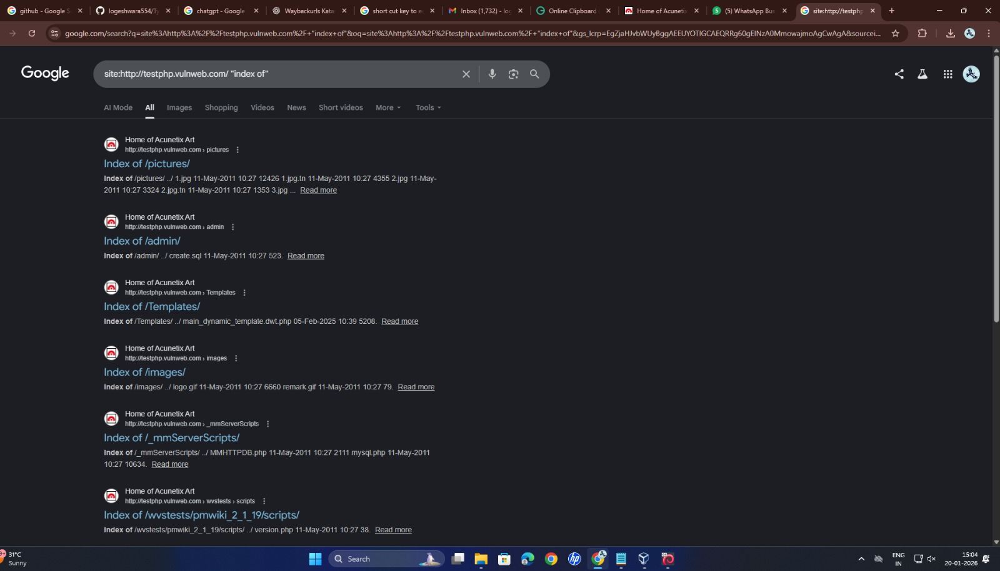 github - Google S
logeshwara554/Ty
chatgpt - Google
Waybackurls Kata
short cut key to e
Inbox (1,732) - lo
Online Clipboard
Home of Acunetix
(5) WhatsApp Bus
site:http://testphp
google.com/search?q=site%3Ahttp%3A%2F%2Ftestphp.vulnweb.com%2F+"index+of"&oq=site%3Ahttp%3A%2F%2Ftestphp.vulnweb.com%2F+"index+of"&gs_lcrp=EgZjaHJvbWUyBggAEEUYOTIGCAEQRRg60gEINzA0MmowajmoAgCwAgA&sourcei...
Google
site:http://testphp.vulnweb.com/ "index of"
AI Mode
All
Images
Shopping
Videos
News
Short videos
More
Tools
Home of Acunetix Art
http://testphp.vulnweb.com › pictures
Index of /pictures/
Index of /pictures/ ../ 1.jpg 11-May-2011 10:27 12426 1.jpg.tn 11-May-2011 10:27 4355 2.jpg 11-May-
2011 10:27 3324 2.jpg.tn 11-May-2011 10:27 1353 3.jpg ... Read more
Home of Acunetix Art
http://testphp.vulnweb.com › admin
Index of /admin/
Index of /admin/ ../ create.sql 11-May-2011 10:27 523. Read more
Home of Acunetix Art
http://testphp.vulnweb.com › Templates
Index of /Templates/
Index of /Templates/ ../ main_dynamic_template.dwt.php 05-Feb-2025 10:39 5208. Read more
Home of Acunetix Art
http://testphp.vulnweb.com › images
Index of /images/
Index of /images/ ../ logo.gif 11-May-2011 10:27 6660 remark.gif 11-May-2011 10:27 79. Read more
Home of Acunetix Art
http://testphp.vulnweb.com › _mmServerScripts
Index of /_mmServerScripts/
Index of /_mmServerScripts/ ../ MMHTTPDB.php 11-May-2011 10:27 2111 mysql.php 11-May-2011
10:27 10634. Read more
Home of Acunetix Art
http://testphp.vulnweb.com › wvstests › scripts
Index of /wvstests/pmwiki_2_1_19/scripts/
Index of /wvstests/pmwiki_2_1_19/scripts/ ../ version.php 11-May-2011 10:27 38. Read more
9+
31°C
Sunny
Search
hp
ENG
IN
15:04
20-01-2026